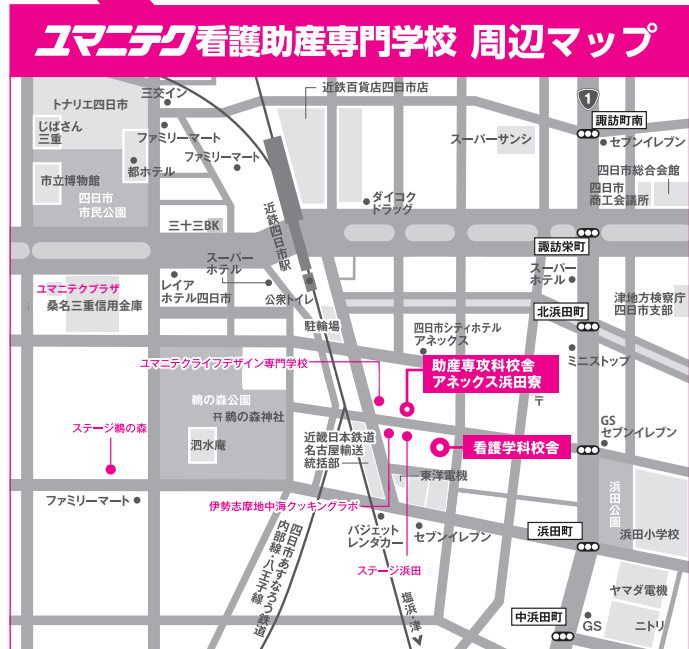 ユマニテク看護助産専門学校 周辺マップ
近鉄百貨店四日市店
三交イン
トナリエ四日市
1
諏訪町南
じばさん
三重
ファミリーマート
スーパーサンシ
セブンイレブン
ファミリーマート
都ホテル
四日市総合会館
市立博物館
四日市
商工会議所
四日市
市民公園
ダイコク
ドラッグ
近鉄四日市駅
三十三BK
諏訪栄町
スーパー
ホテル
スーパー
ホテル
レイア
ホテル四日市
ユマニテクプラザ
桑名三重信用金庫
公衆トイレ
津地方検察庁
四日市支部
北浜田町
駐輪場
四日市シティホテル
アネックス
ミニストップ
ユマニテクライフデザイン専門学校
助産専攻科校舎
アネックス浜田寮
〒
鵜の森公園
鵜の森神社
ステージ鵜の森
泗水庵
近畿日本鉄道
名古屋輸送
統括部
看護学科校舎
GS
セブンイレブン
東洋電機
浜田公園
ファミリーマート
伊勢志摩地中海クッキングラボ
バジェット
レンタカー
セブンイレブン
浜田町
浜田小学校
四日市あすなろう鉄道
内部線・八王子線
ステージ浜田
塩浜・津
ヤマダ電機
中浜田町
GS
ニトリ